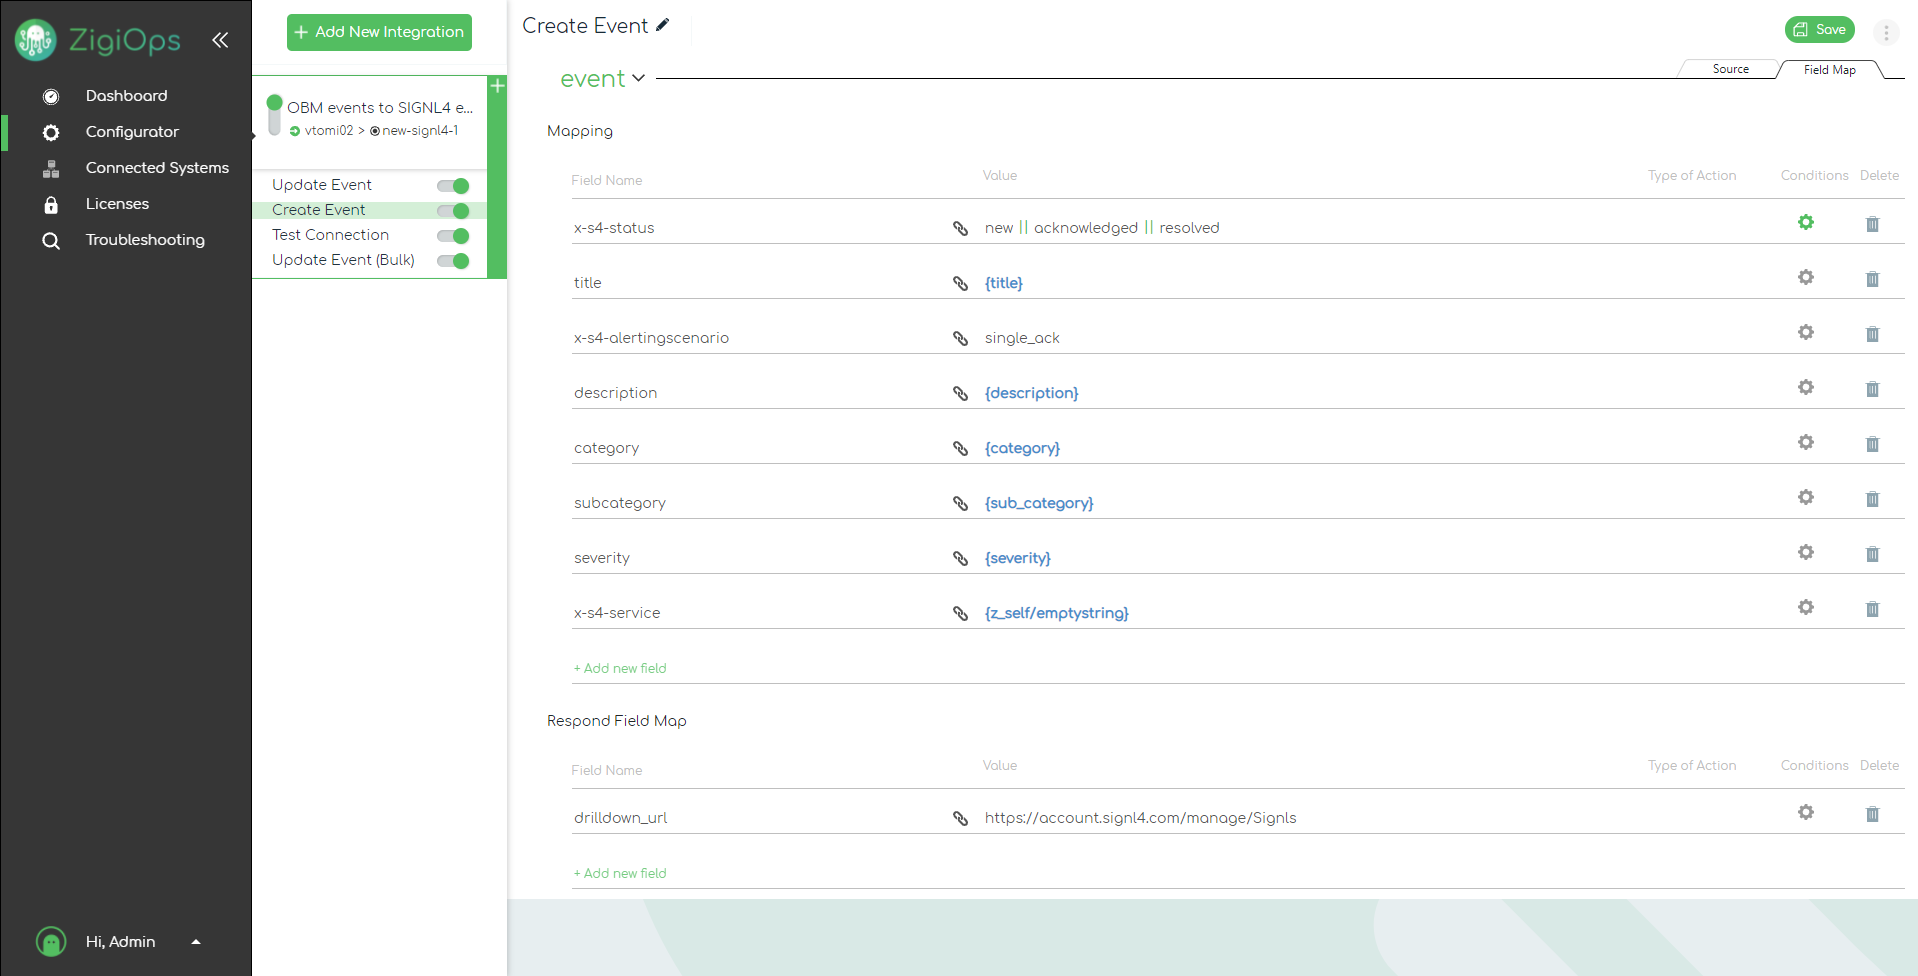 ZigiOps
Dashboard
Configurator
Connected Systems
Licenses
Troubleshooting
Hi, Admin
+ Add New Integration
+
OBM events to SIGNL4 e...
vtomi02 > new-signl4-1
Update Event
Create Event
Test Connection
Update Event (Bulk)
Create Event
Save
event
Source
Field Map
Mapping
Field Name Value Type of Action Conditions Delete
x-s4-status new || acknowledged || resolved
title {title}
x-s4-alertingscenario single_ack
description {description}
category {category}
subcategory {sub_category}
severity {severity}
x-s4-service {z_self/emptystring}
+ Add new field
Respond Field Map
Field Name Value Type of Action Conditions Delete
drilldown_url https://account.signl4.com/manage/Signls
+ Add new field